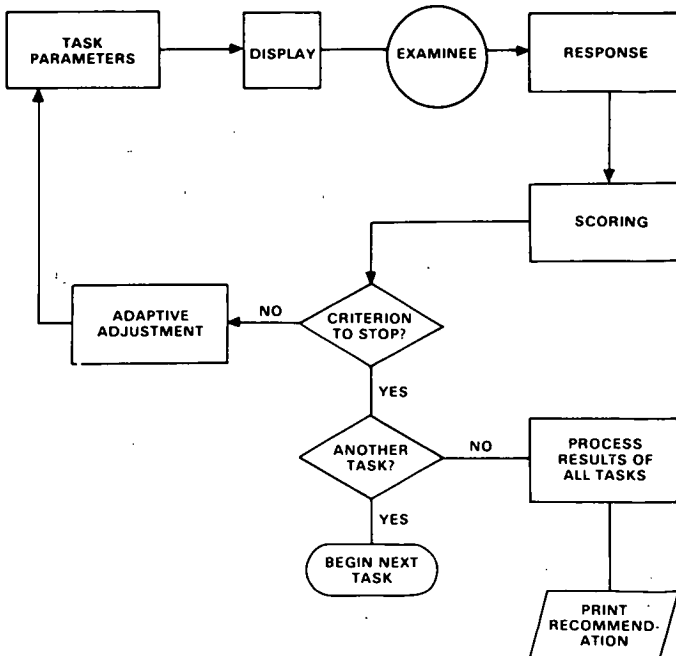 TASK
PARAMETERS
DISPLAY
EXAMINEE
RESPONSE
SCORING
ADAPTIVE
ADJUSTMENT
NO
CRITERION
TO STOP?
YES
ANOTHER
TASK?
NO
PROCESS
RESULTS OF
ALL TASKS
YES
BEGIN NEXT
TASK
PRINT
RECOMMEND-
ATION